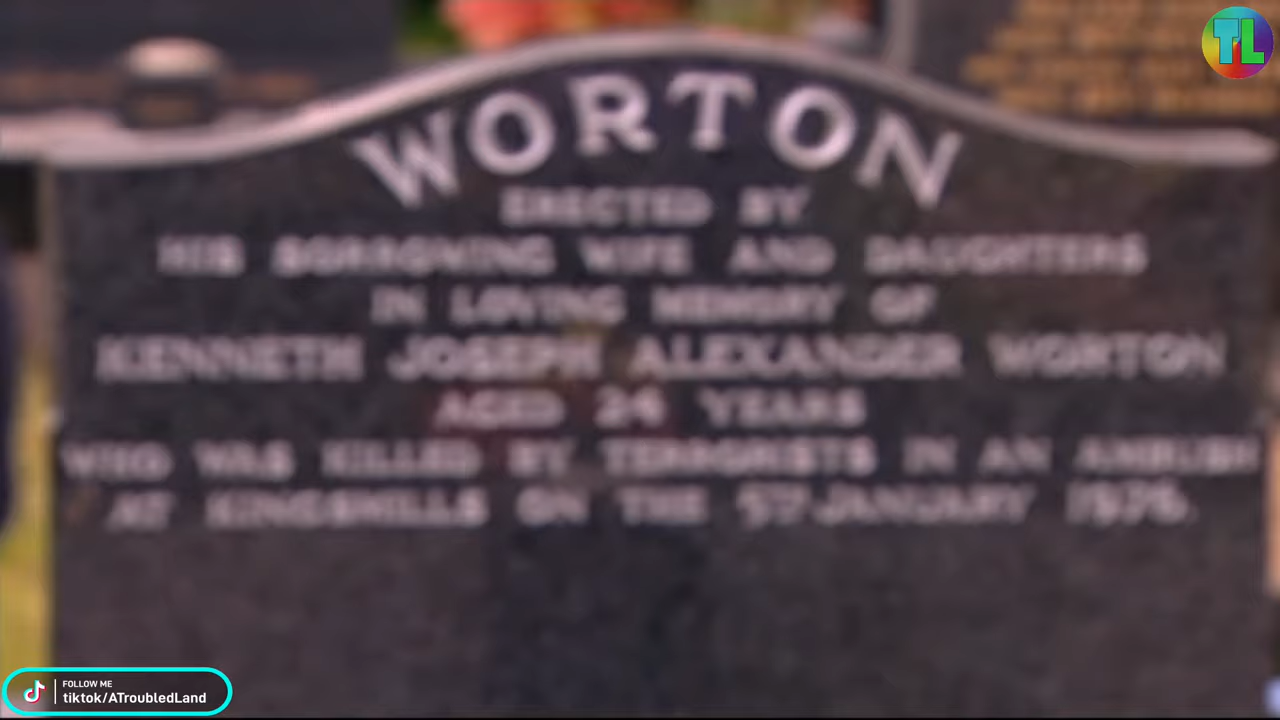 TL
WORTON
ERECTED BY
HIS SORROWING WIFE AND DAUGHTERS
IN LOVING MEMORY OF
KENNETH JOSEPH ALEXANDER WORTON
AGED 24 YEARS
WHO WAS KILLED BY TERRORISTS IN AN AMBUSH
AT KINGSMILLS ON THE 5TH JANUARY 1976.
FOLLOW ME
tiktok/ATroubledLand